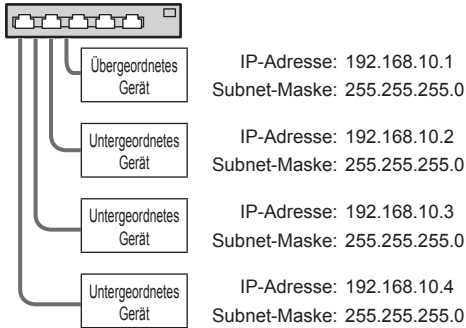 Übergeordnetes
Gerät
IP-Adresse: 192.168.10.1
Subnet-Maske: 255.255.255.0
Untergeordnetes
Gerät
IP-Adresse: 192.168.10.2
Subnet-Maske: 255.255.255.0
Untergeordnetes
Gerät
IP-Adresse: 192.168.10.3
Subnet-Maske: 255.255.255.0
Untergeordnetes
Gerät
IP-Adresse: 192.168.10.4
Subnet-Maske: 255.255.255.0